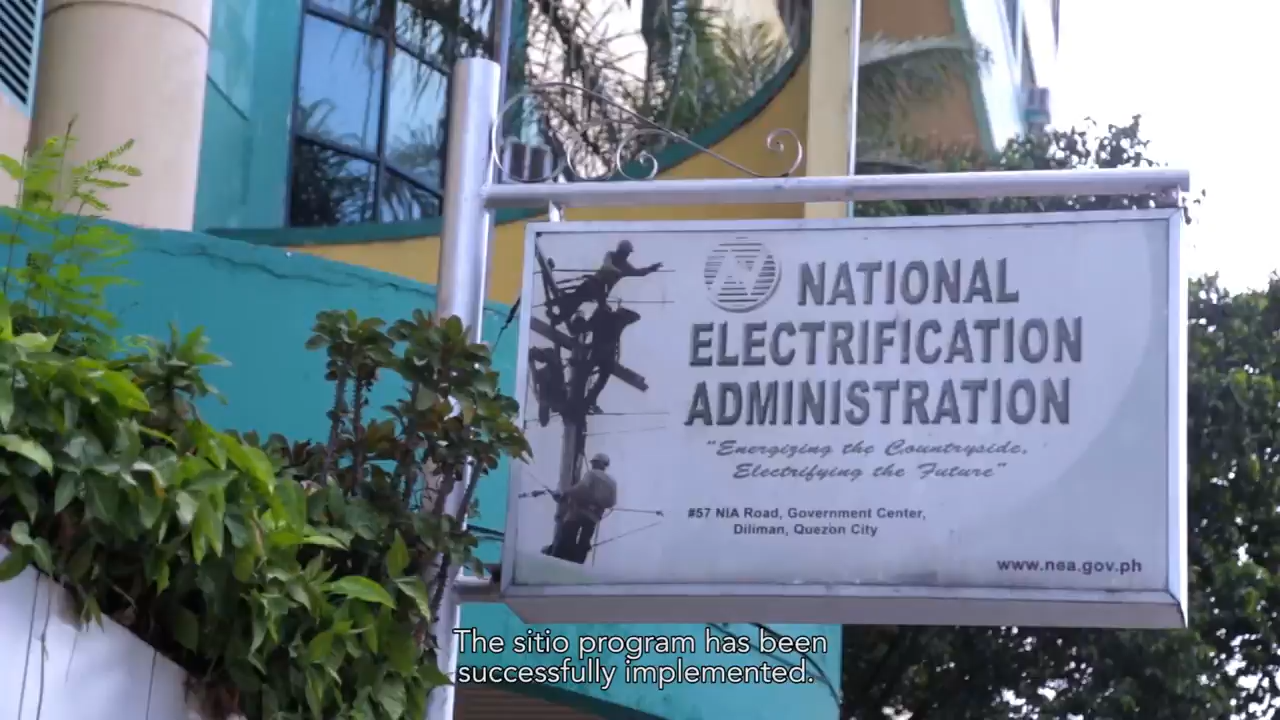 NATIONAL
ELECTRIFICATION
ADMINISTRATION
"Energizing the Countryside,
Electrifying the Future"
#57 NIA Road, Government Center,
Diliman, Quezon City
www.nea.gov.ph
The sitio program has been
successfully implemented.